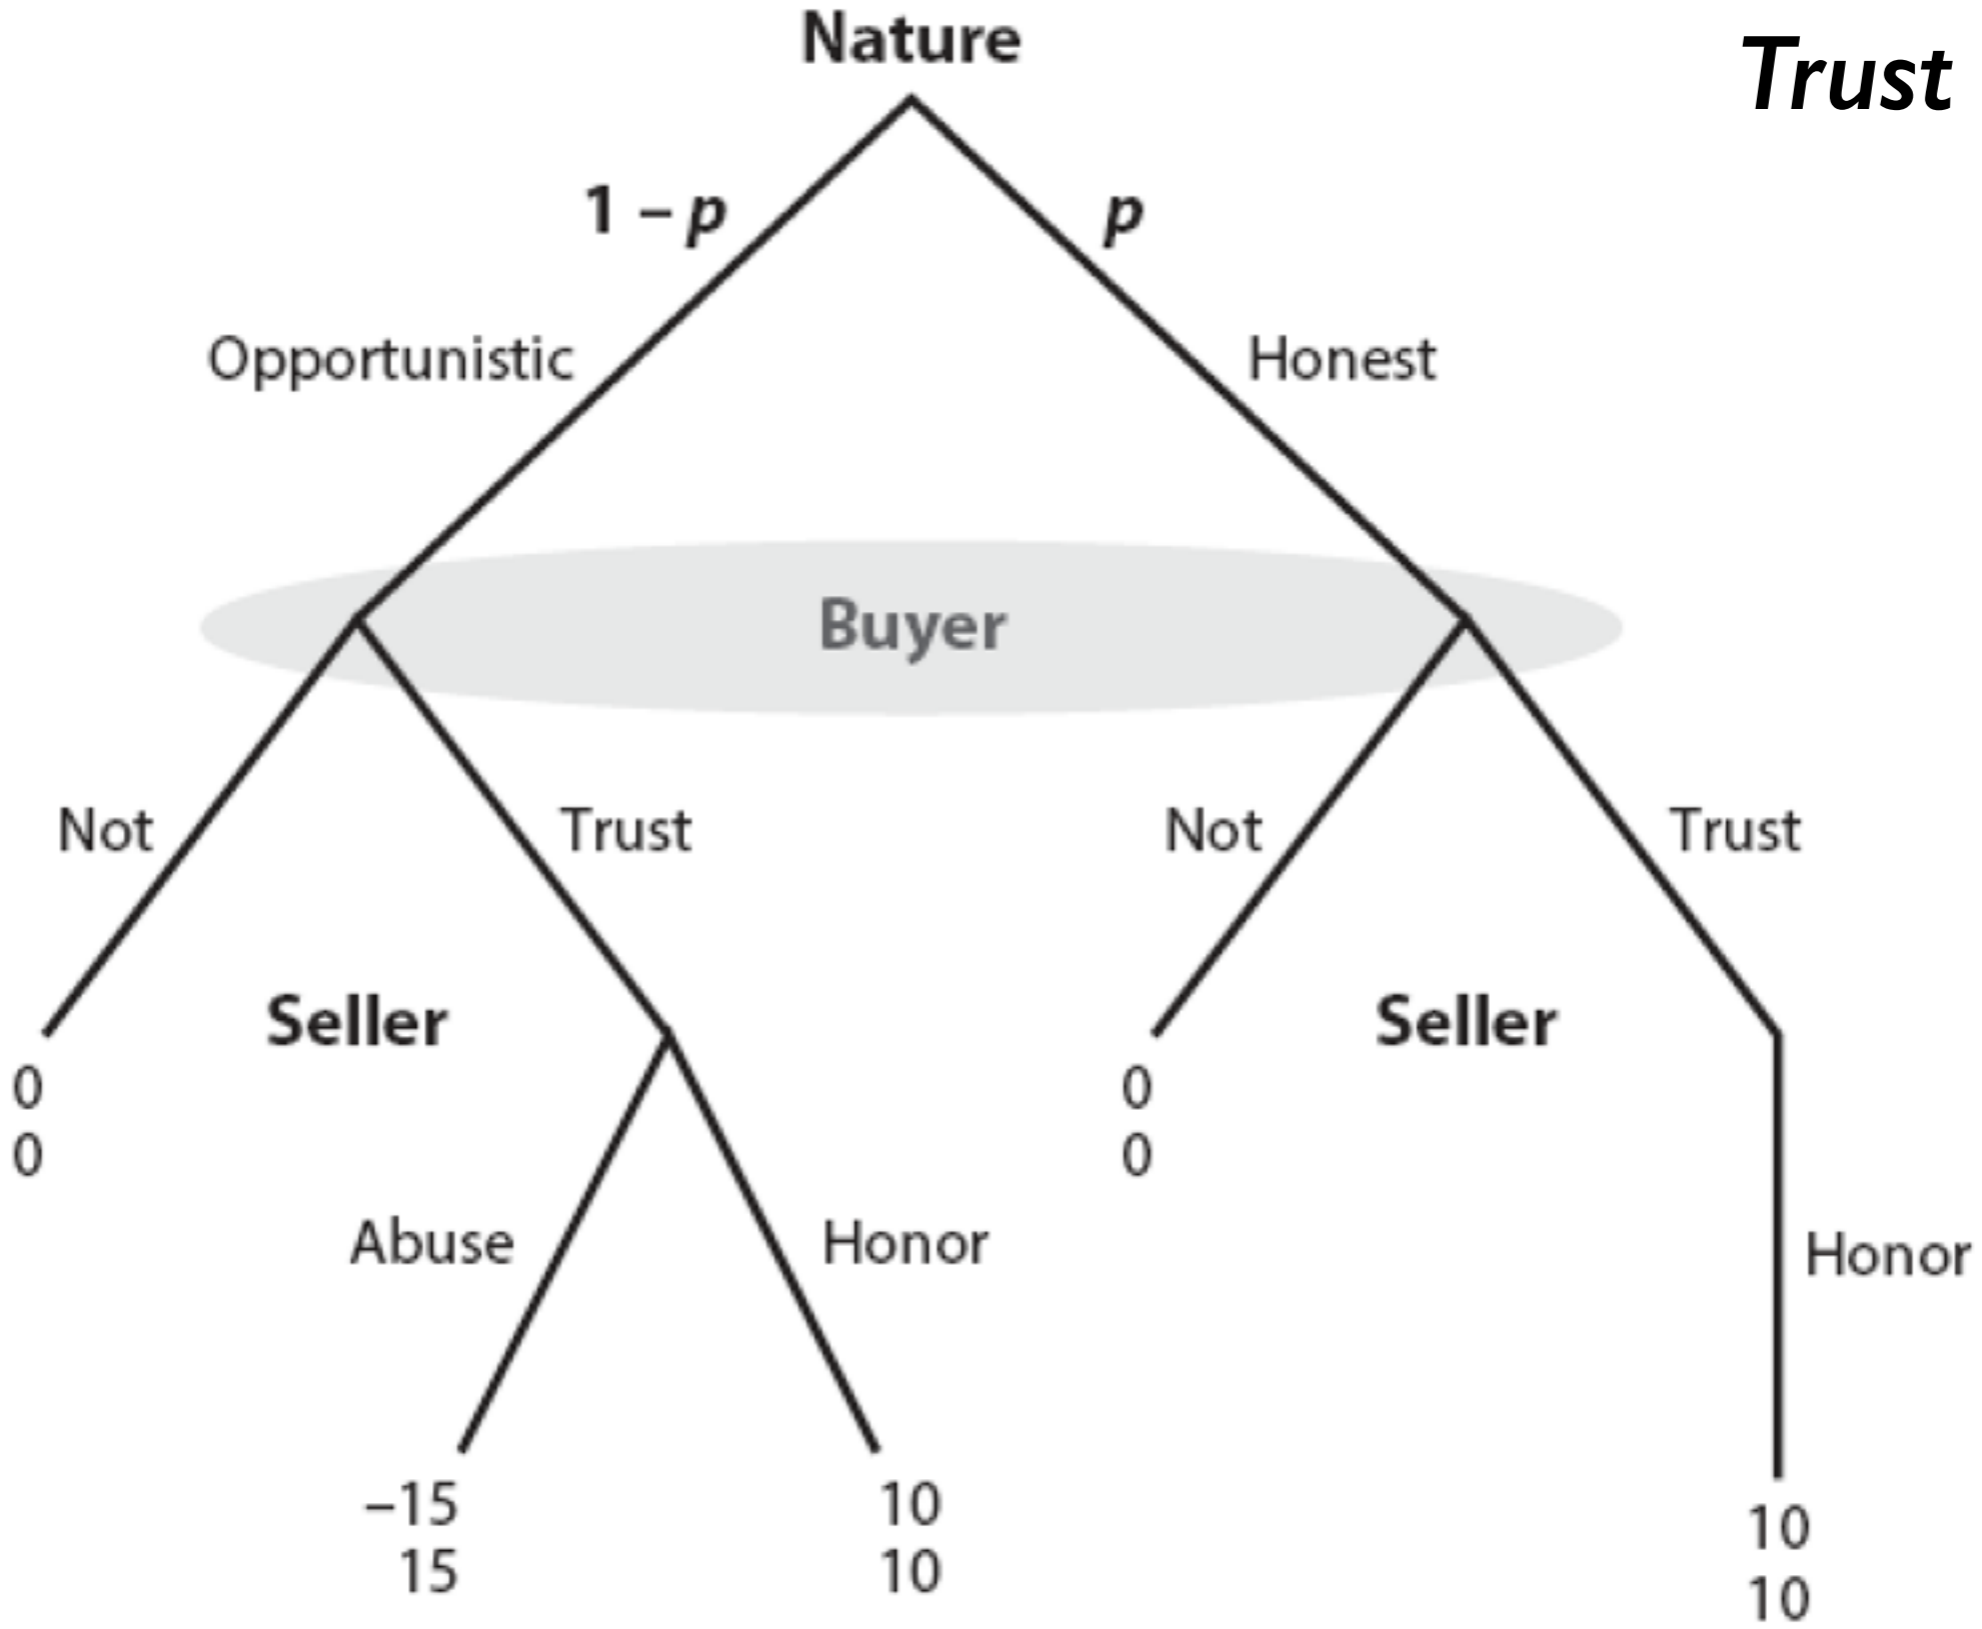 Nature
Trust
1 – p
p
Opportunistic
Honest
Buyer
Not
Trust
Not
Trust
Seller
Seller
0
0
0
0
Abuse
Honor
Honor
–15
15
10
10
10
10